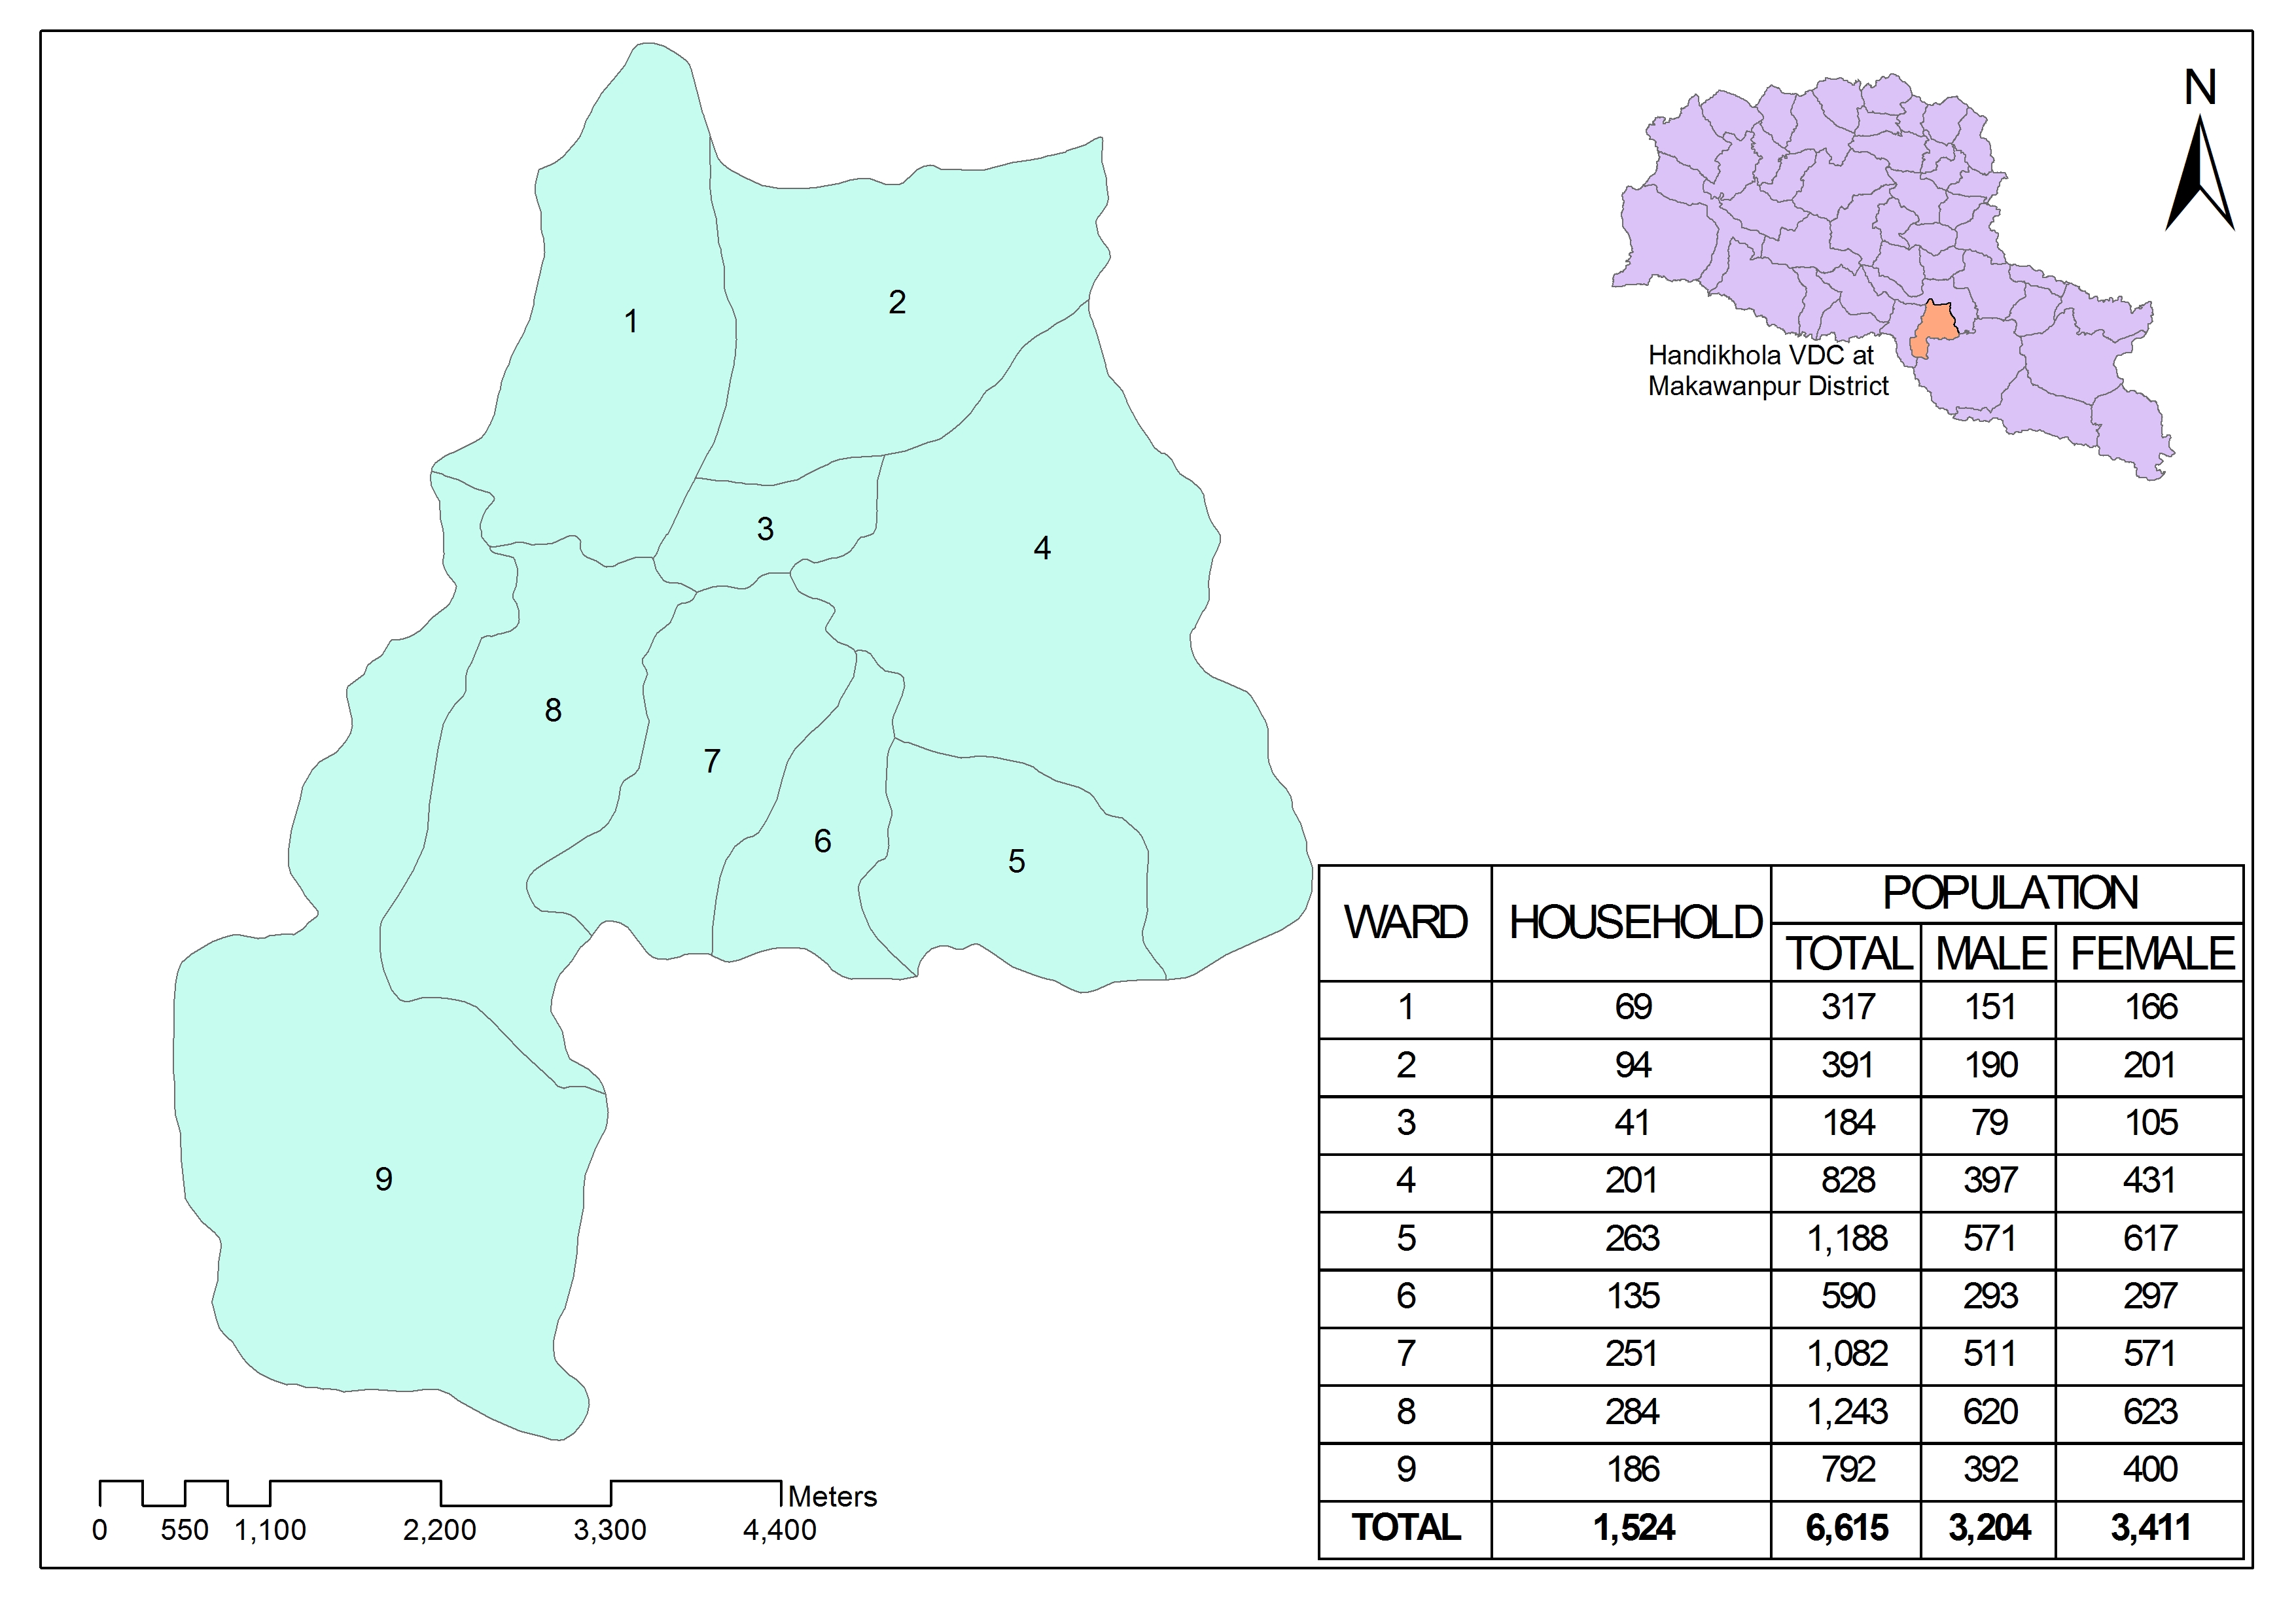 N
1
2
3
4
5
6
7
8
9
Handikhola VDC at
Makawanpur District
WARD HOUSEHOLD POPULATION
TOTAL MALE FEMALE
1 69 317 151 166
2 94 391 190 201
3 41 184 79 105
4 201 828 397 431
5 263 1,188 571 617
6 135 590 293 297
7 251 1,082 511 571
8 284 1,243 620 623
9 186 792 392 400
TOTAL 1,524 6,615 3,204 3,411
Meters
0 550 1,100 2,200 3,300 4,400